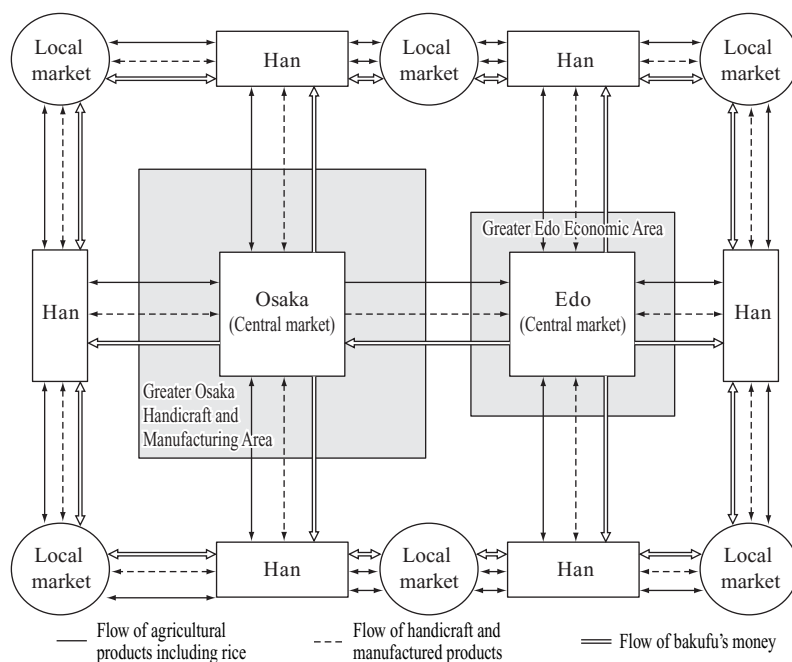 Local
market
Han
Local
market
Han
Local
market
Greater Edo Economic Area
Han
Osaka
(Central market)
Edo
(Central market)
Han
Greater Osaka
Handicraft and
Manufacturing Area
Local
market
Han
Local
market
Han
Local
market
Flow of agricultural
products including rice
Flow of handicraft and
manufactured products
Flow of bakufu's money